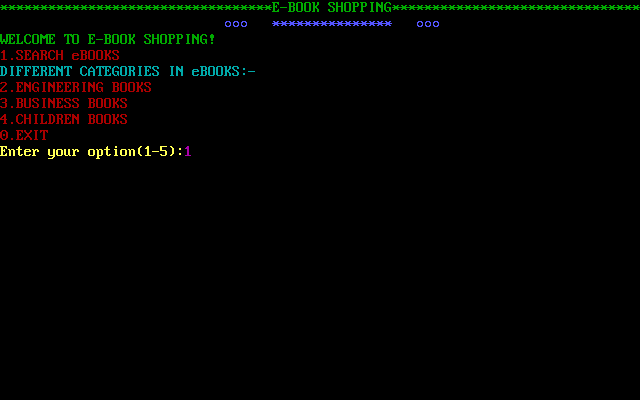 **********************************E-BOOK SHOPPING*******************************
ooo   ***************   ooo
WELCOME TO E-BOOK SHOPPING!
1.SEARCH eBOOKS
DIFFERENT CATEGORIES IN eBOOKS:-
2.ENGINEERING BOOKS
3.BUSINESS BOOKS
4.CHILDREN BOOKS
0.EXIT
Enter your option(1-5):1